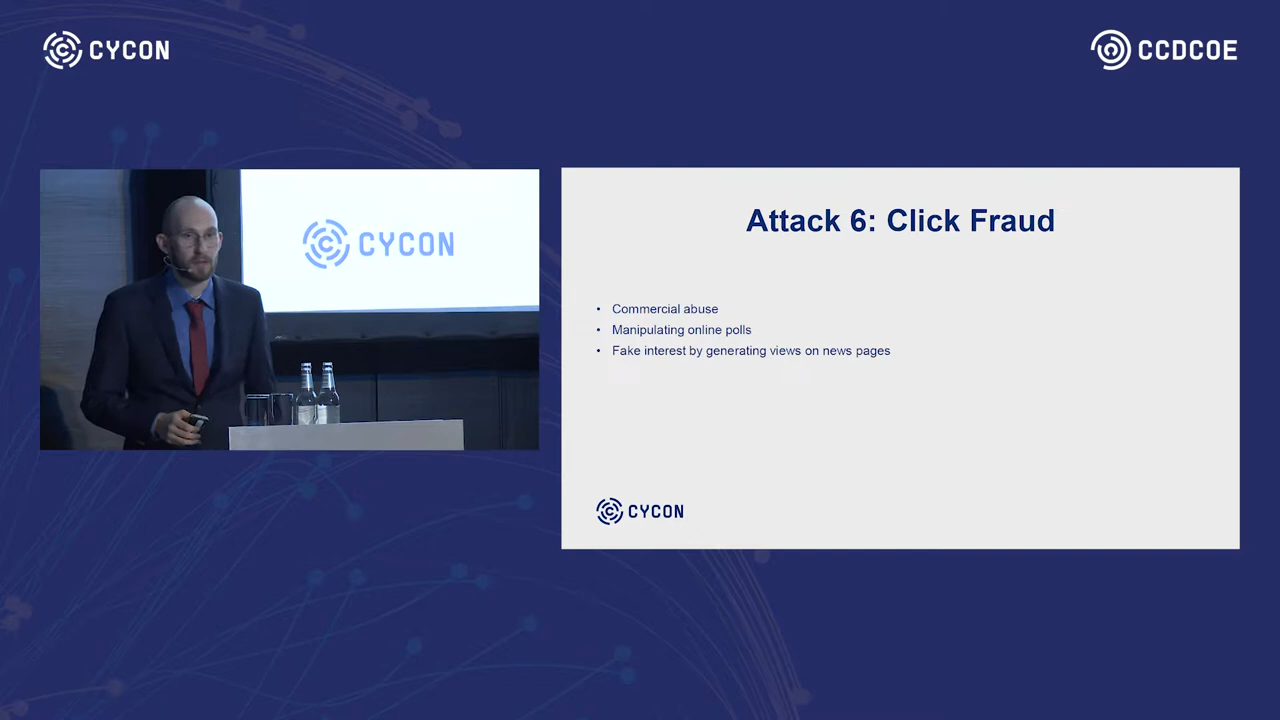 CYCON
CCDCOE
CYCON
Attack 6: Click Fraud
• Commercial abuse
• Manipulating online polls
• Fake interest by generating views on news pages
CYCON